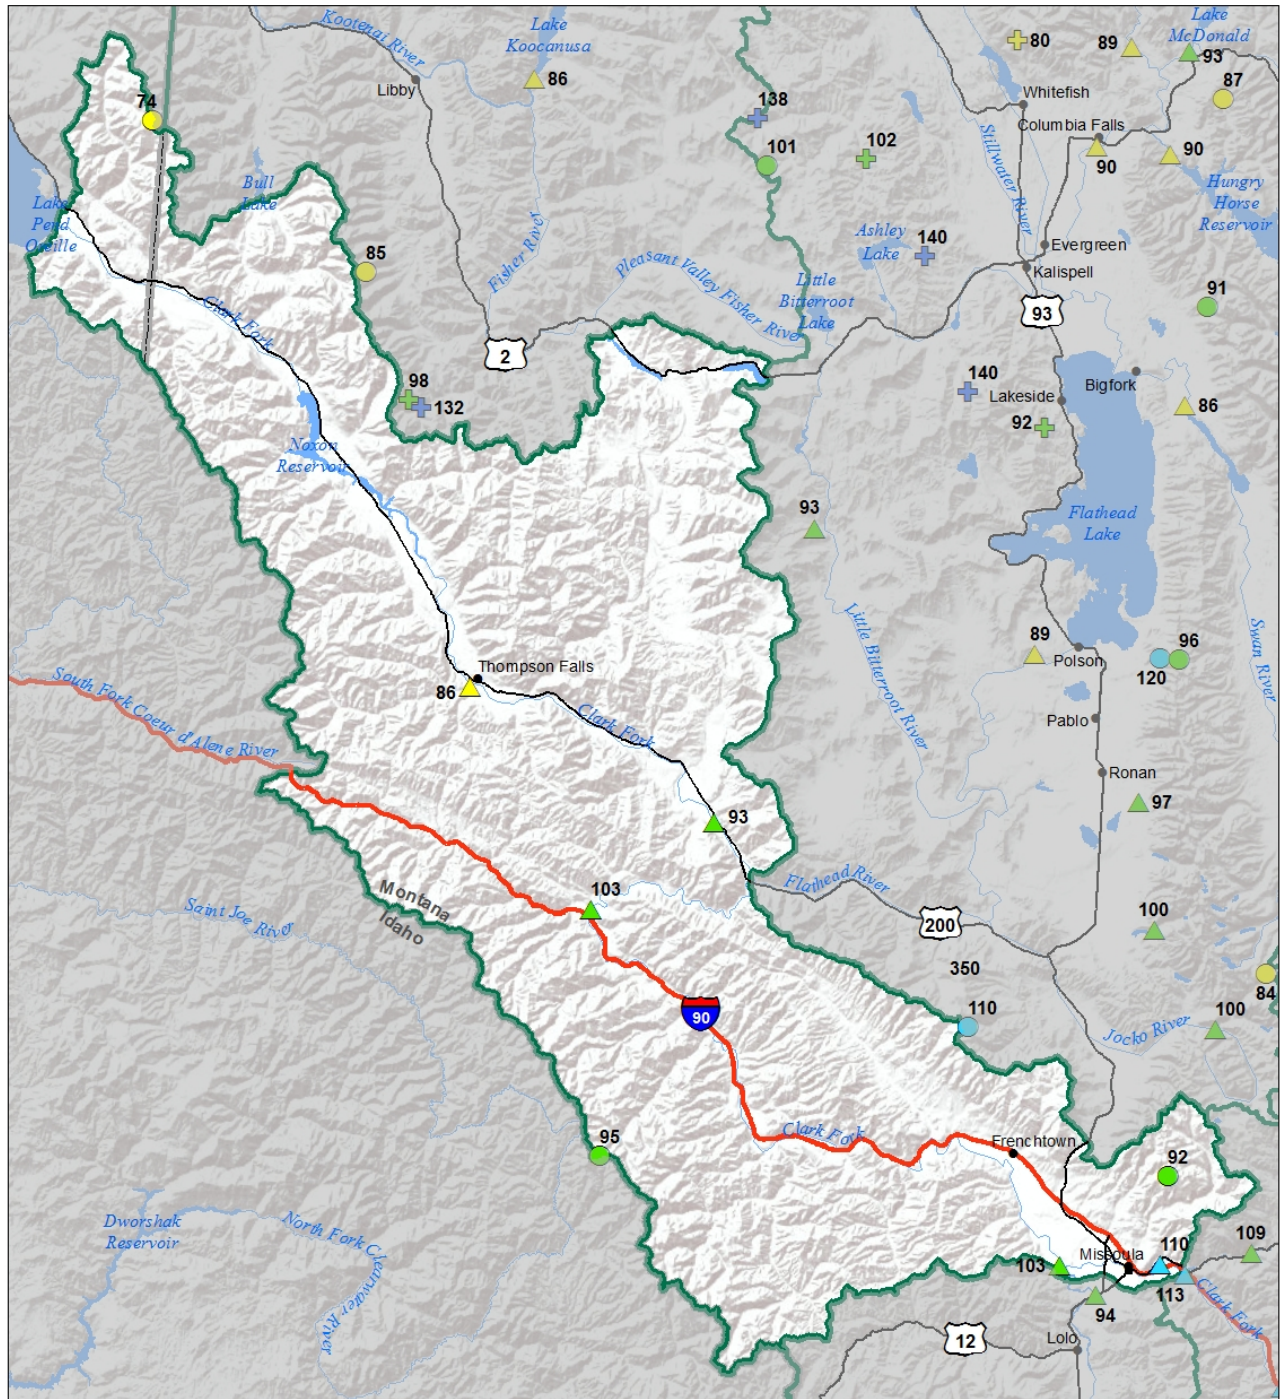 Kootenai River
Lake
Koocanusa
80
89
Lake
McDonald
93
Libby
86
87
Whitefish
74
138
Columbia Falls
101
102
90
90
Stillwater River
Bull
Lake
Hungry
Horse
Reservoir
Lake
Pend
Oreille
Fisher River
Ashley
Lake
140
Evergreen
Kalispell
85
Pleasant Valley Fisher River
Little
Bitterroot
Lake
91
93
Clark Fork
2
98
132
140
Lakeside
Bigfork
86
92
Noxon
Reservoir
93
Flathead
Lake
Little Bitterroot River
Swan River
89
Polson
96
120
Thompson Falls
86
South Fork Coeur d'Alene River
Clark Fork
Pablo
Ronan
97
93
Flathead River
103
Montana
Idaho
Saint Joe River
200
100
350
84
110
90
Jocko River
100
Clark Fork
Frenchtown
95
92
Dworshak
Reservoir
North Fork Clearwater
River
109
Missoula
110
103
113
Clark Fork
94
12
Lolo